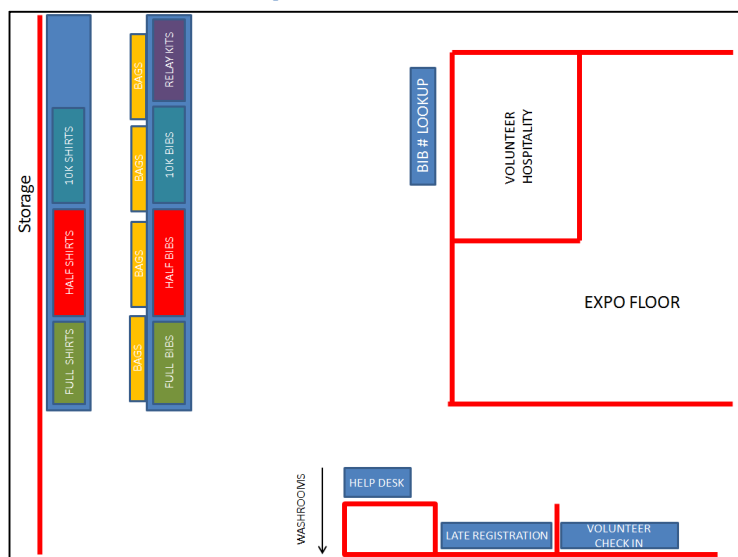 Storage
10K SHIRTS
HALF SHIRTS
FULL SHIRTS
BAGS
BAGS
BAGS
BAGS
RELAY KITS
10K BIBS
HALF BIBS
FULL BIBS
BIB # LOOKUP
VOLUNTEER
HOSPITALITY
EXPO FLOOR
WASHROOMS
HELP DESK
LATE REGISTRATION
VOLUNTEER
CHECK IN